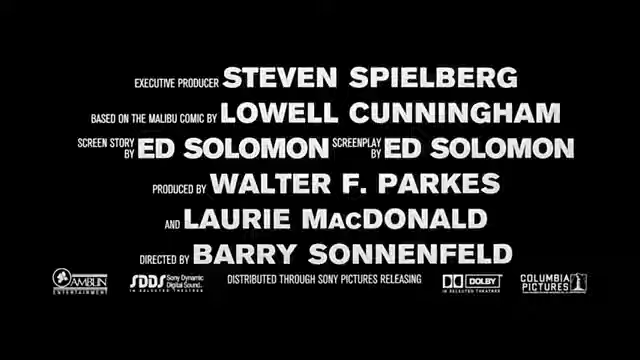 EXECUTIVE PRODUCER STEVEN SPIELBERG
BASED ON THE MALIBU COMIC BY LOWELL CUNNINGHAM
SCREEN STORY BY ED SOLOMON SCREENPLAY BY ED SOLOMON
PRODUCED BY WALTER F. PARKES
AND LAURIE MACDONALD
DIRECTED BY BARRY SONNENFELD
AMBLIN ENTERTAINMENT
SDDS Sony Dynamic Digital Sound™ IN SELECTED THEATRES
DISTRIBUTED THROUGH SONY PICTURES RELEASING
DOLBY IN SELECTED THEATRES
COLUMBIA PICTURES